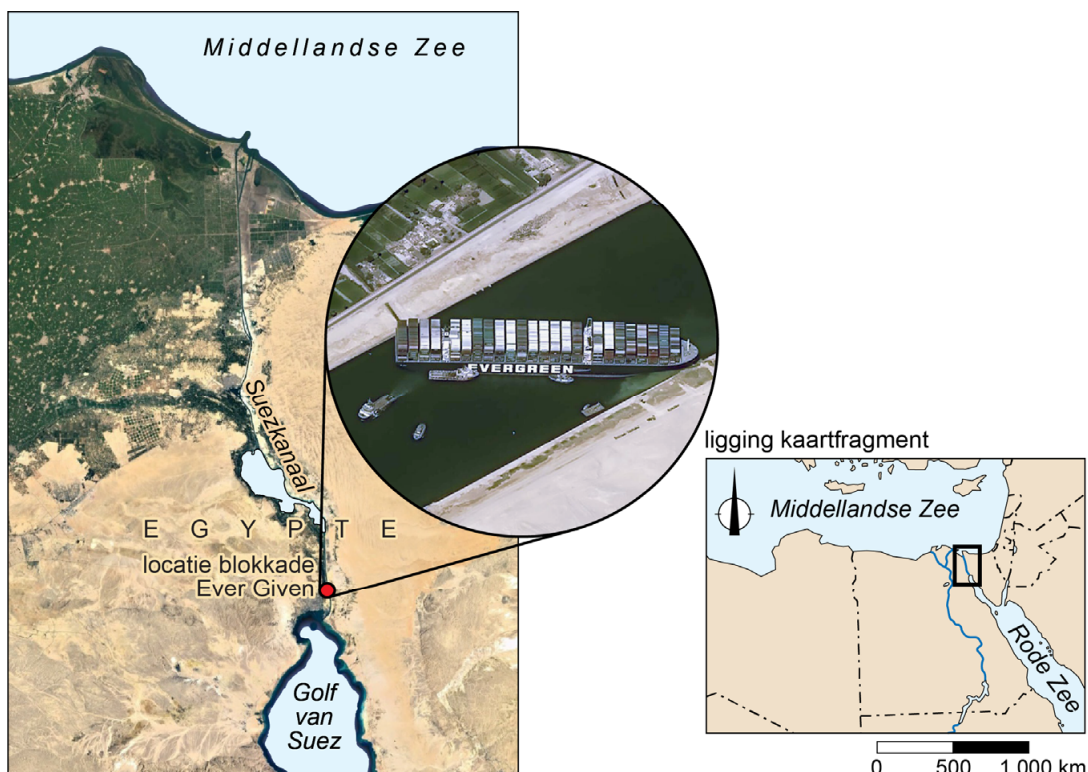 Middellandse Zee
EVERGREEN
Suezkanaal
EGYPTE
locatie blokkade
Ever Given
Golf
van
Suez
ligging kaartfragment
Middellandse Zee
Rode Zee
0 500 1.000 km